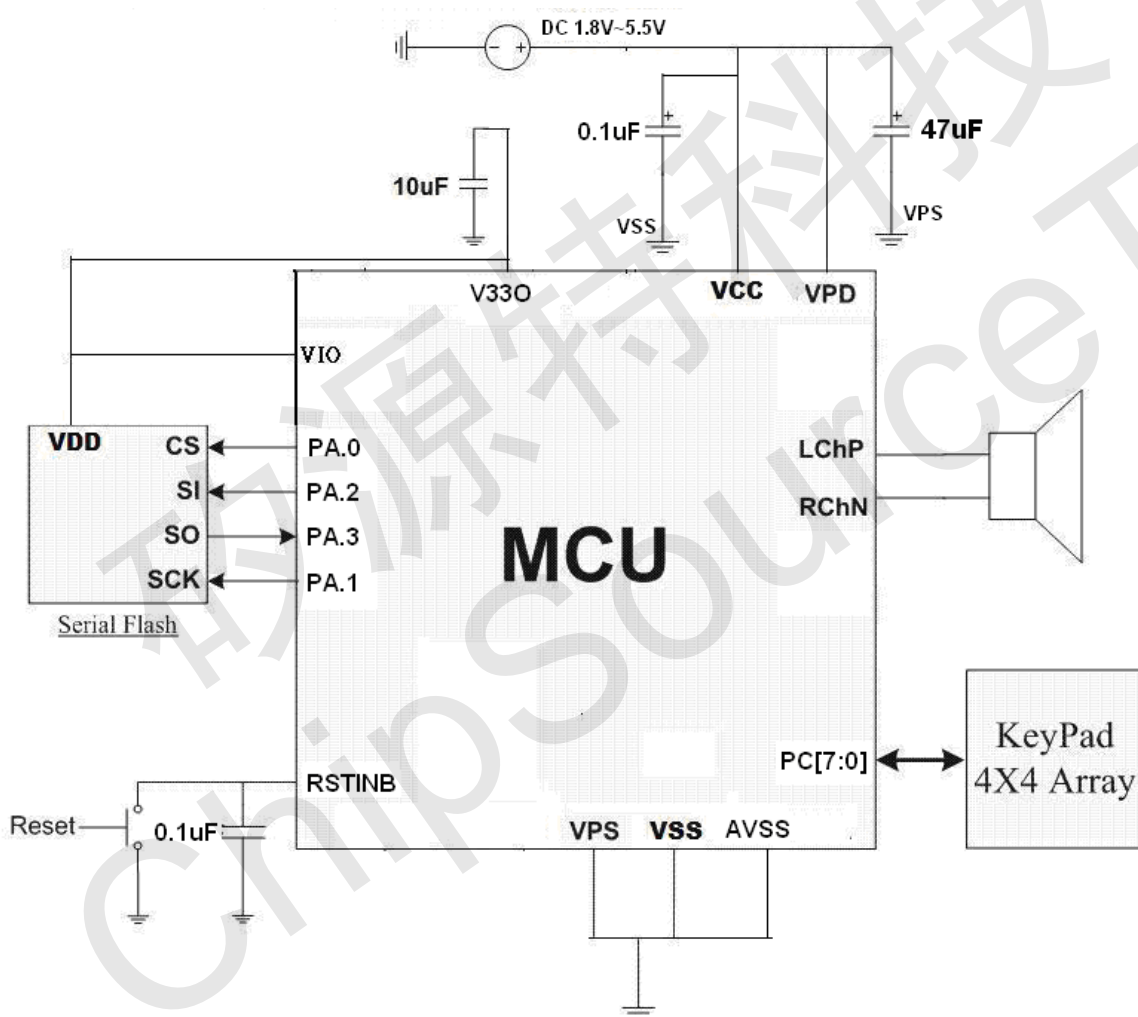 DC 1.8V~5.5V
0.1uF
47uF
10uF
VSS
VPS
V33O
VCC
VPD
VIO
VDD
CS
PA.0
LChP
SI
PA.2
RChN
SO
PA.3
MCU
SCK
PA.1
Serial Flash
KeyPad
4X4 Array
PC[7:0]
RSTINB
Reset
0.1uF
VPS
VSS
AVSS
矽源特科技
ChipSource T